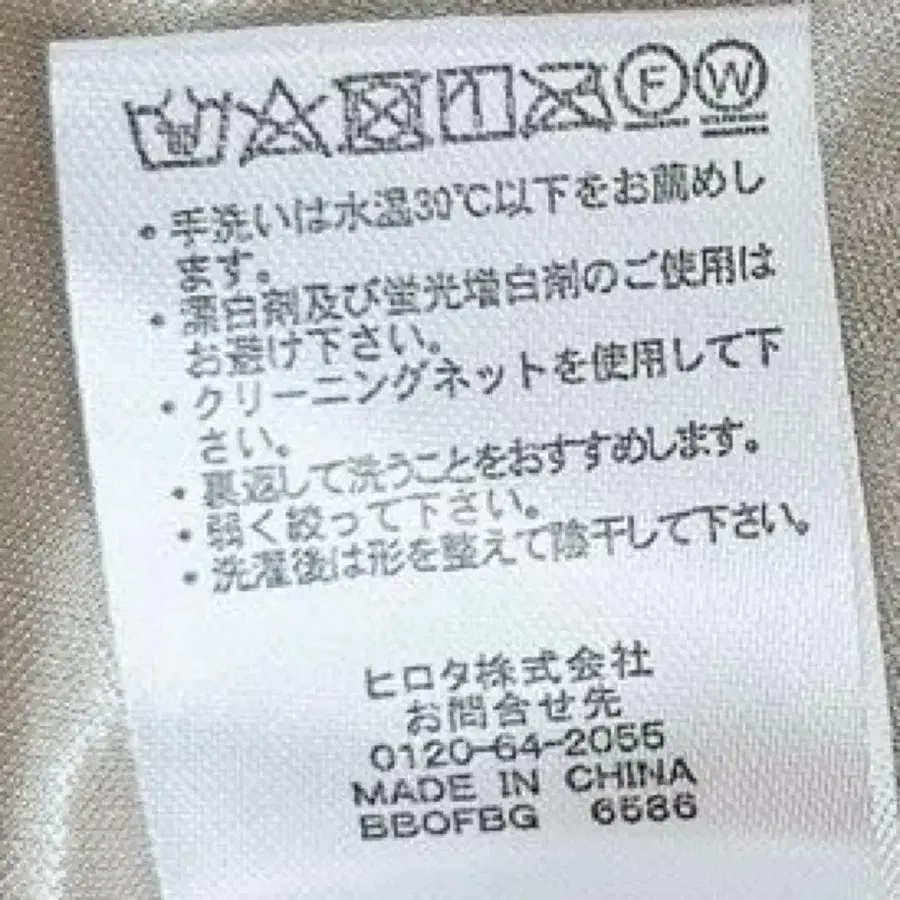 F W
・手洗いは水温30℃以下をお薦めし
ます。
・漂白剤及び蛍光増白剤のご使用は
お避け下さい。
・クリーニングネットを使用して下
さい。
・裏返して洗うことをおすすめします。
・弱く絞って下さい。
・洗濯後は形を整えて陰干して下さい。
ヒロタ株式会社
お問合せ先
0120-64-2055
MADE IN CHINA
BBOFBG 6586